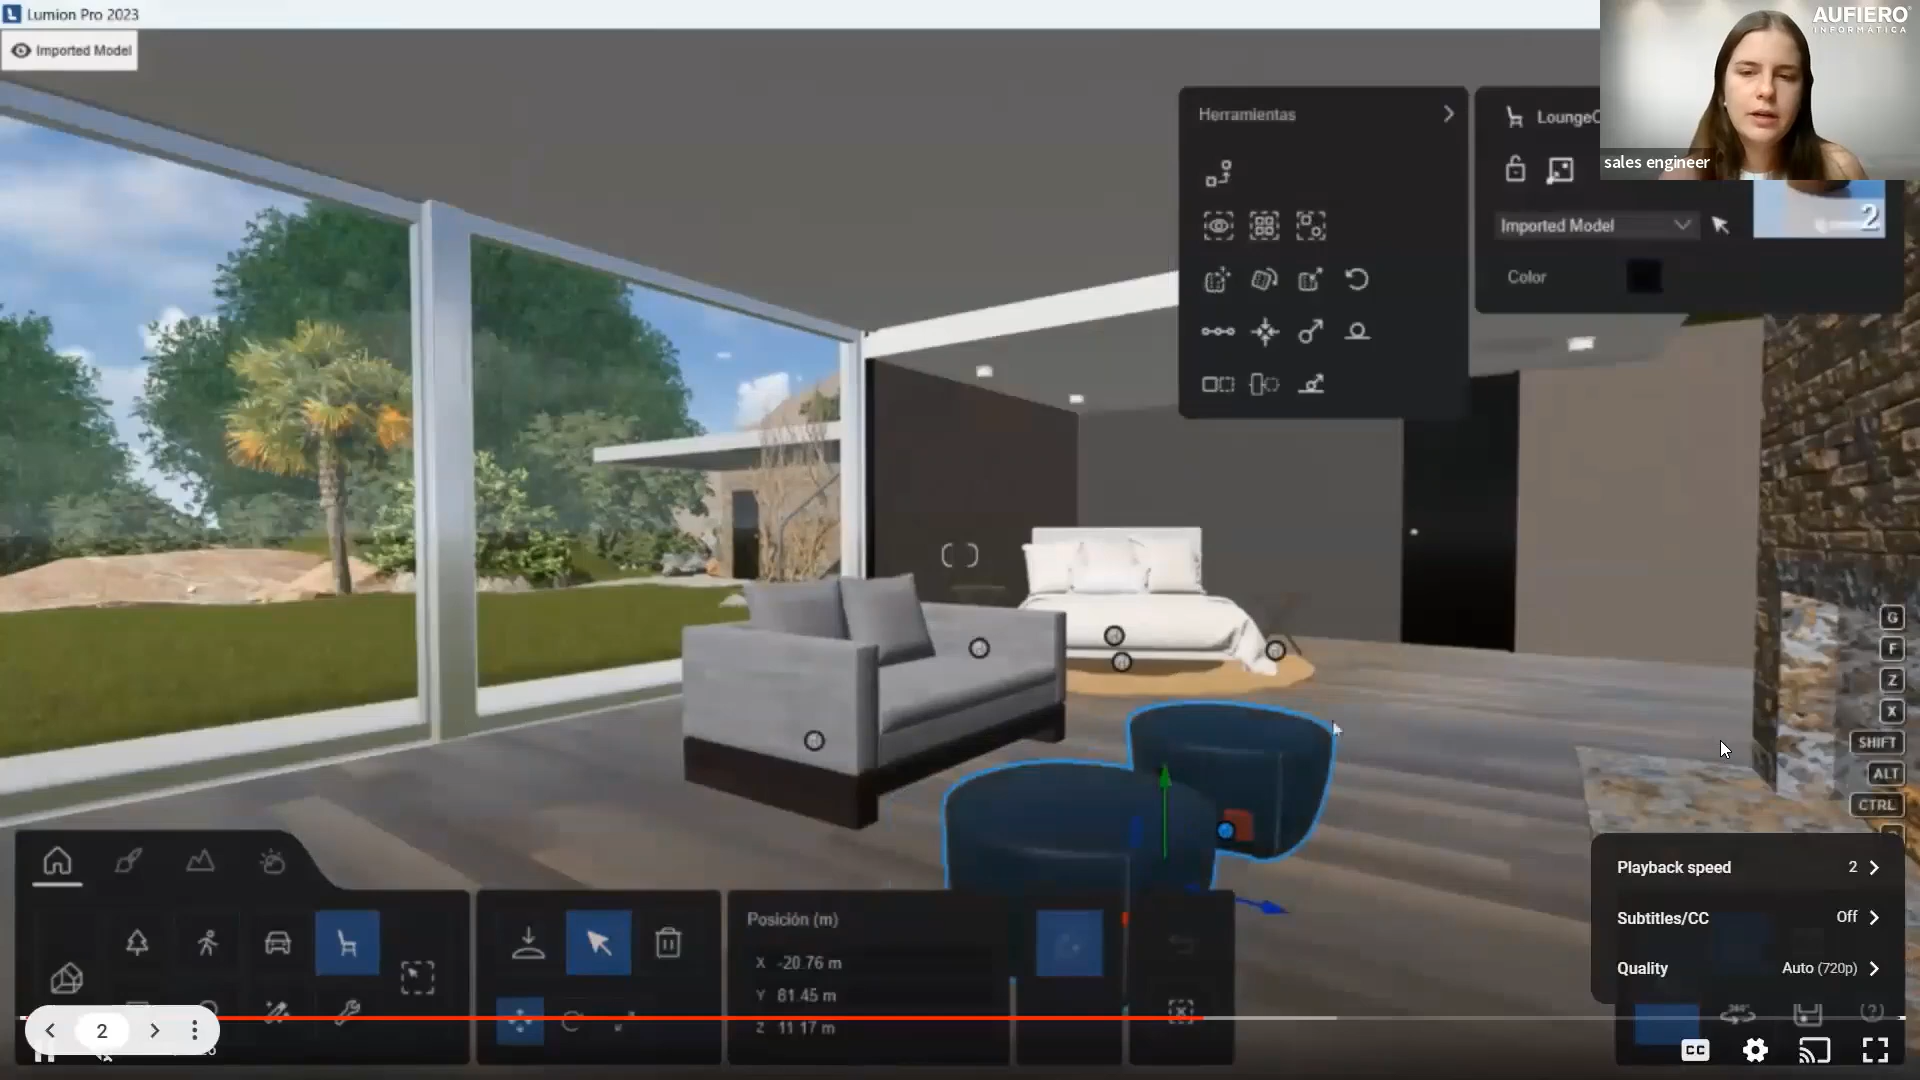 Lumion Pro 2023
AUFIERO
INFORMATICA
Imported Model
Herramientas
sales engineer
2
Imported Model
Color
G
F
Z
X
SHIFT
ALT
CTRL
Playback speed 2
Subtitles/CC Off
Quality Auto (720p)
Posición (m)
X -20.76 m
Y 81.45 m
Z 11.17 m
2
CC